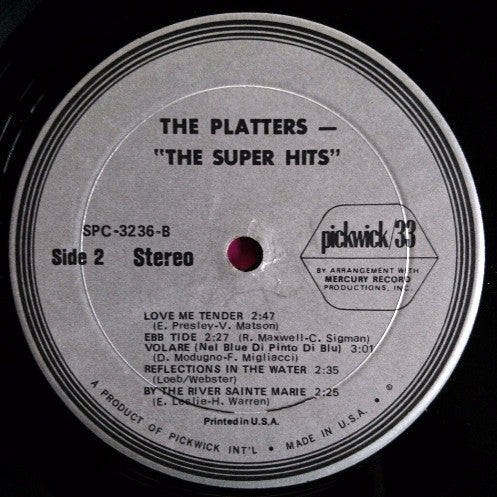 THE PLATTERS —
"THE SUPER HITS"
SPC-3236-B
Side 2 Stereo
pickwick/33
BY ARRANGEMENT WITH
MERCURY RECORD
PRODUCTIONS, INC.
LOVE ME TENDER 2:47
(E. Presley-V. Matson)
EBB TIDE 2:27 (R. Maxwell-C. Sigman)
VOLARE (Nel Blue Di Pinto Di Blu) 3:01
(D. Modugno-F. Migliacci)
REFLECTIONS IN THE WATER 2:35
(Loeb/Webster)
BY THE RIVER SAINTE MARIE 2:25
(E. Leslie-H. Warren)
Printed in U.S.A.
A PRODUCT OF PICKWICK INT'L • MADE IN U.S.A. • ©